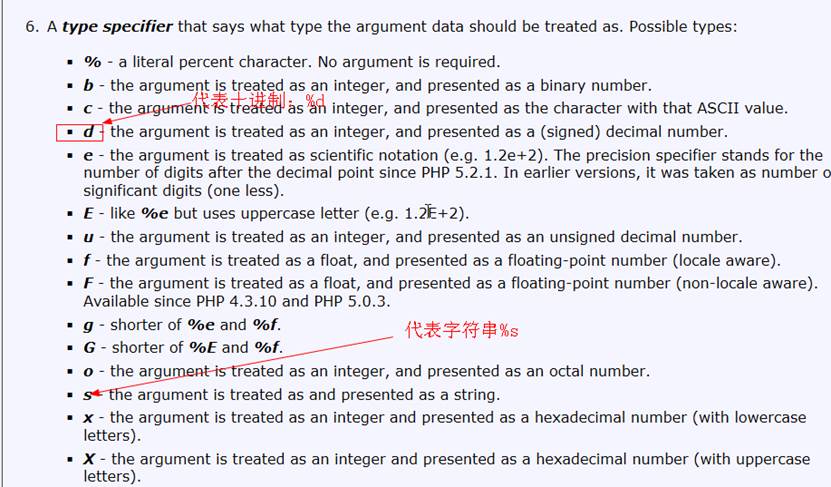 6. A type specifier that says what type the argument data should be treated as. Possible types:
▪ % - a literal percent character. No argument is required.
▪ b - the argument is treated as an integer, and presented as a binary number.
代表十进制：%d
▪ c - the argument is treated as an integer, and presented as the character with that ASCII value.
▪ d - the argument is treated as an integer, and presented as a (signed) decimal number.
▪ e - the argument is treated as scientific notation (e.g. 1.2e+2). The precision specifier stands for the
number of digits after the decimal point since PHP 5.2.1. In earlier versions, it was taken as number o
significant digits (one less).
▪ E - like %e but uses uppercase letter (e.g. 1.2E+2).
▪ u - the argument is treated as an integer, and presented as an unsigned decimal number.
▪ f - the argument is treated as a float, and presented as a floating-point number (locale aware).
▪ F - the argument is treated as a float, and presented as a floating-point number (non-locale aware).
Available since PHP 4.3.10 and PHP 5.0.3.
▪ g - shorter of %e and %f.
代表字符串%s
▪ G - shorter of %E and %f.
▪ o - the argument is treated as an integer, and presented as an octal number.
▪ s - the argument is treated as and presented as a string.
▪ x - the argument is treated as an integer and presented as a hexadecimal number (with lowercase
letters).
▪ X - the argument is treated as an integer and presented as a hexadecimal number (with uppercase
letters).